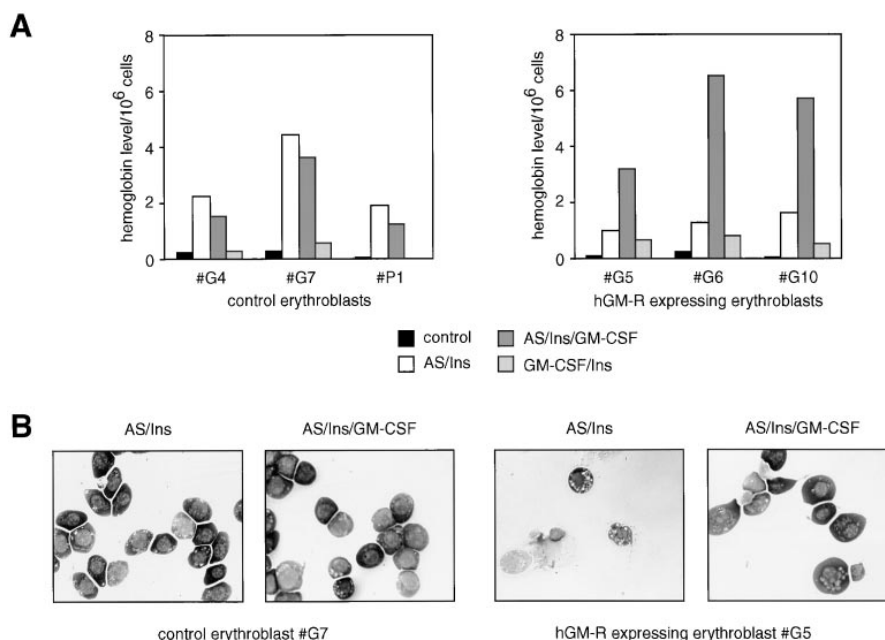 A
hemoglobin level/10^6 cells
8
6
4
2
0
#G4
#G7
#P1
control erythroblasts
hemoglobin level/10^6 cells
8
6
4
2
0
#G5
#G6
#G10
hGM-R expressing erythroblasts
control
AS/Ins
AS/Ins/GM-CSF
GM-CSF/Ins
B
AS/Ins
AS/Ins/GM-CSF
AS/Ins
AS/Ins/GM-CSF
control erythroblast #G7
hGM-R expressing erythroblast #G5